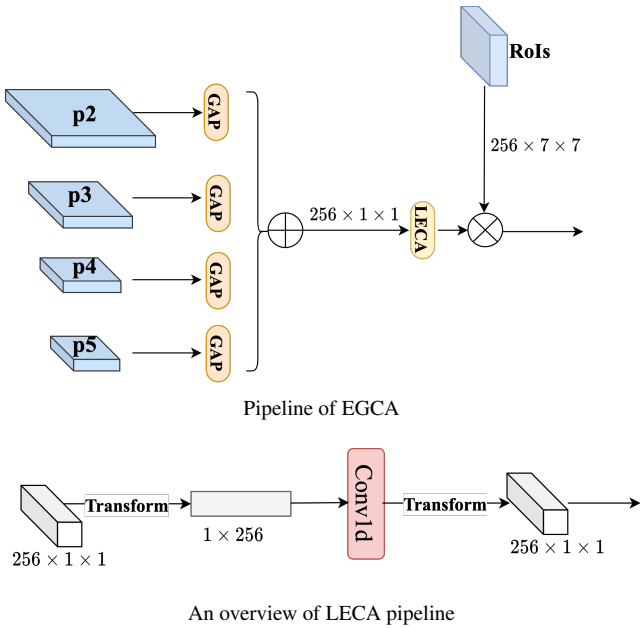 RoIs
p2
GAP
256 × 7 × 7
p3
GAP
256 × 1 × 1
LECA
p4
GAP
p5
GAP
Pipeline of EGCA
Conv1d
Transform
Transform
1 × 256
256 × 1 × 1
256 × 1 × 1
An overview of LECA pipeline